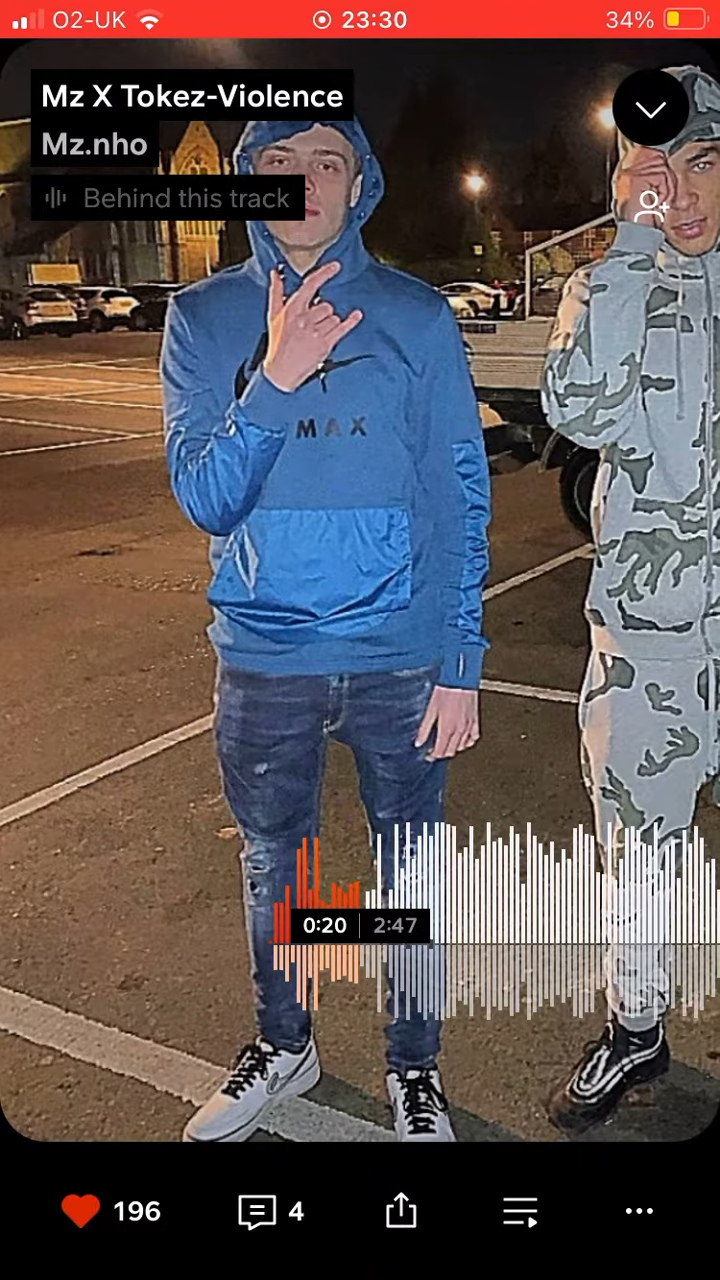 O2-UK
23:30
34%
Mz X Tokez-Violence
Mz.nho
Behind this track
MAX
0:20
2:47
196
4